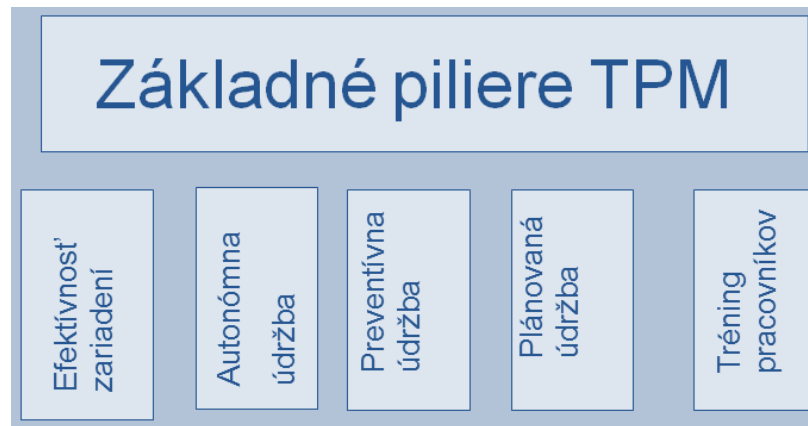 Základné piliere TPM
Efektívnosť
zariadení
Autonómna
údržba
Preventívna
údržba
Plánovaná
údržba
Tréning
pracovníkov